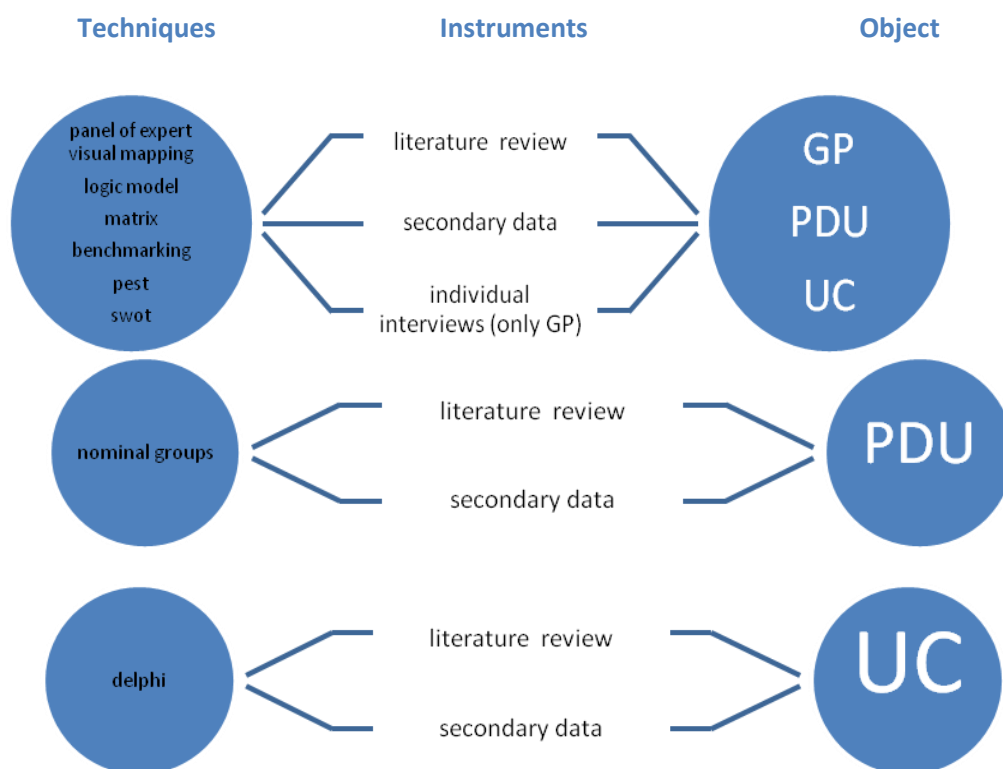 Techniques
Instruments
Object
panel of expert
visual mapping
logic model
matrix
benchmarking
pest
swot
literature review
secondary data
individual
interviews (only GP)
GP
PDU
UC
nominal groups
literature review
secondary data
PDU
delphi
literature review
secondary data
UC